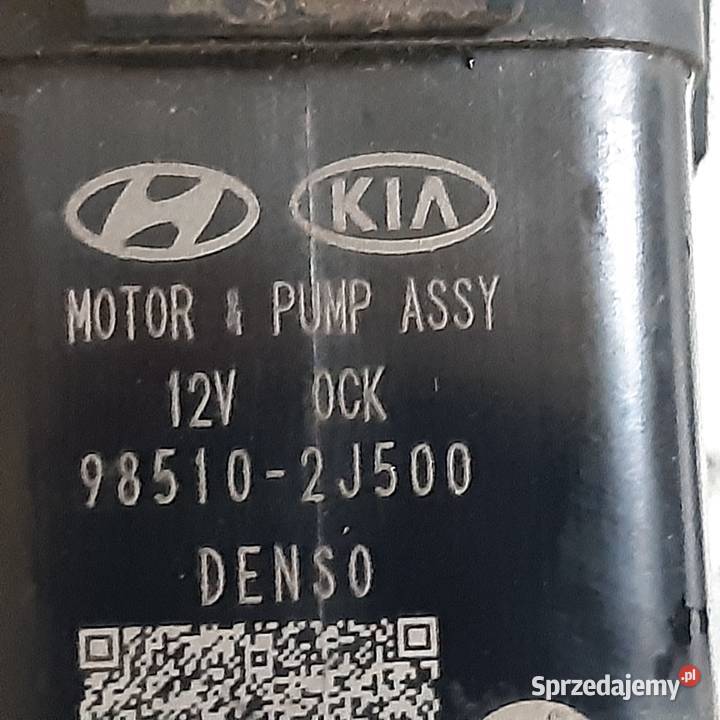 KIA
MOTOR & PUMP ASSY
12V OCK
98510-2J500
DENSO
Sprzedajemy.pl